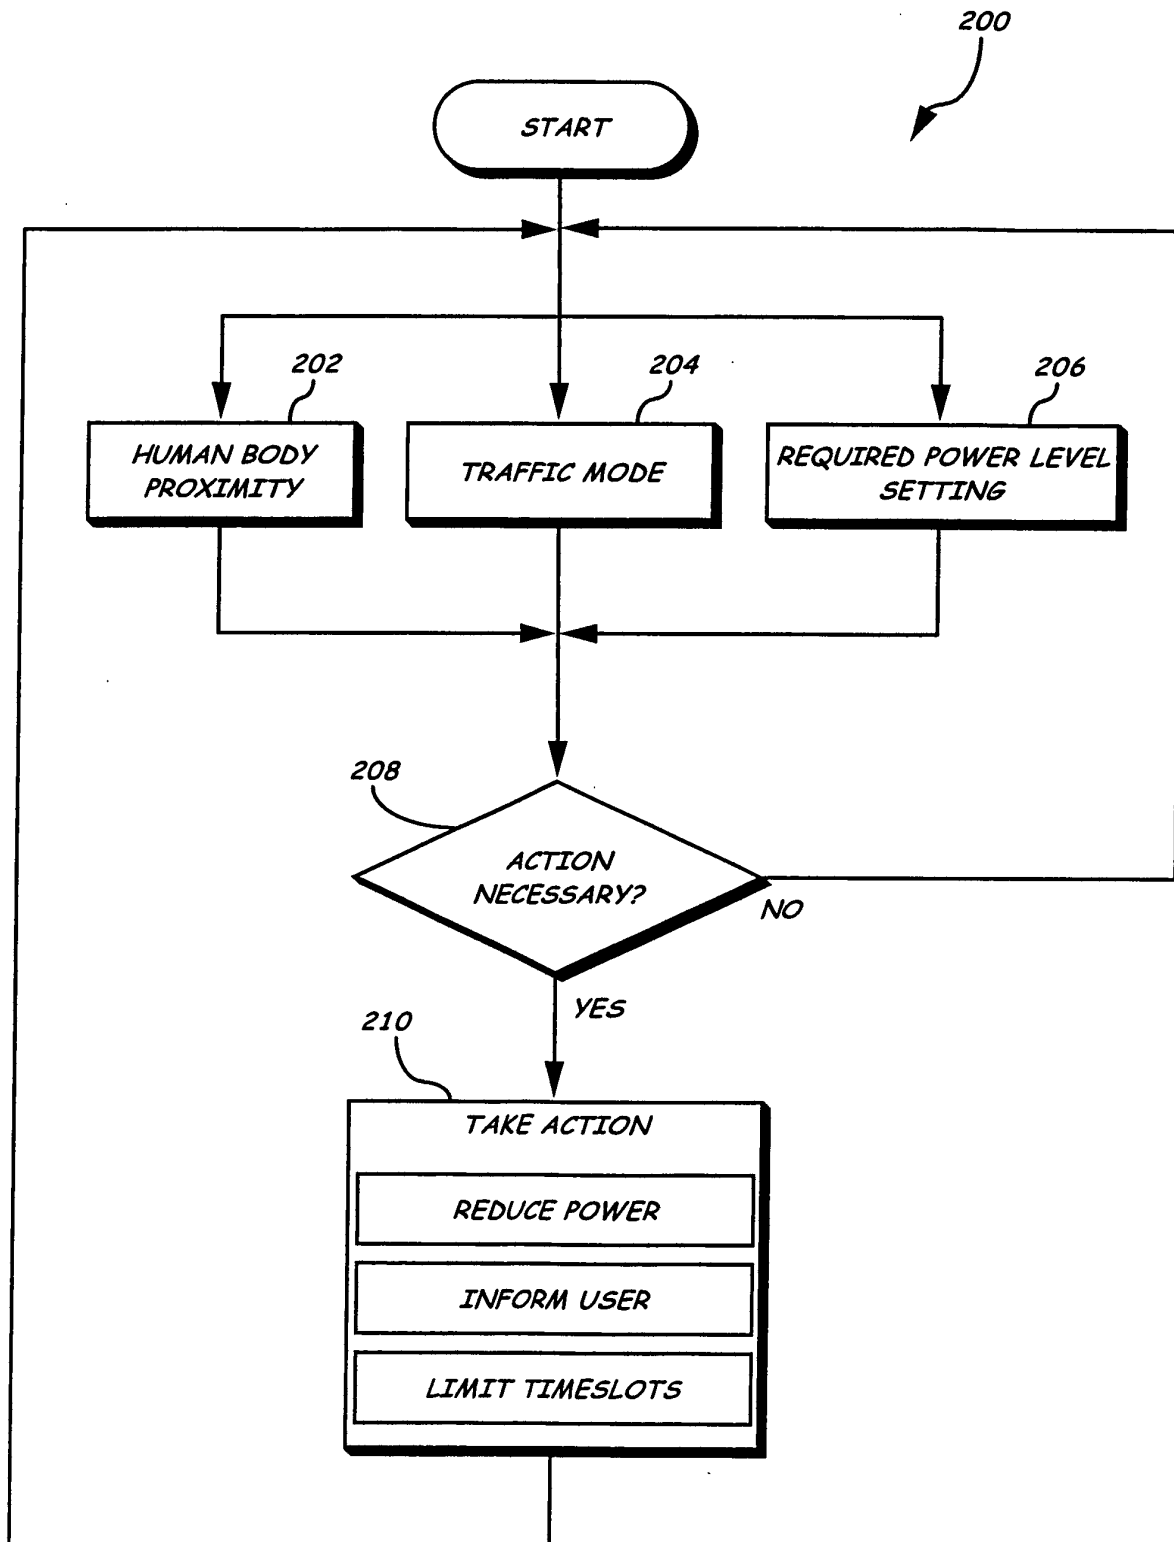 200
START
202
204
206
HUMAN BODY
PROXIMITY
TRAFFIC MODE
REQUIRED POWER LEVEL
SETTING
208
ACTION
NECESSARY?
NO
YES
210
TAKE ACTION
REDUCE POWER
INFORM USER
LIMIT TIMESLOTS